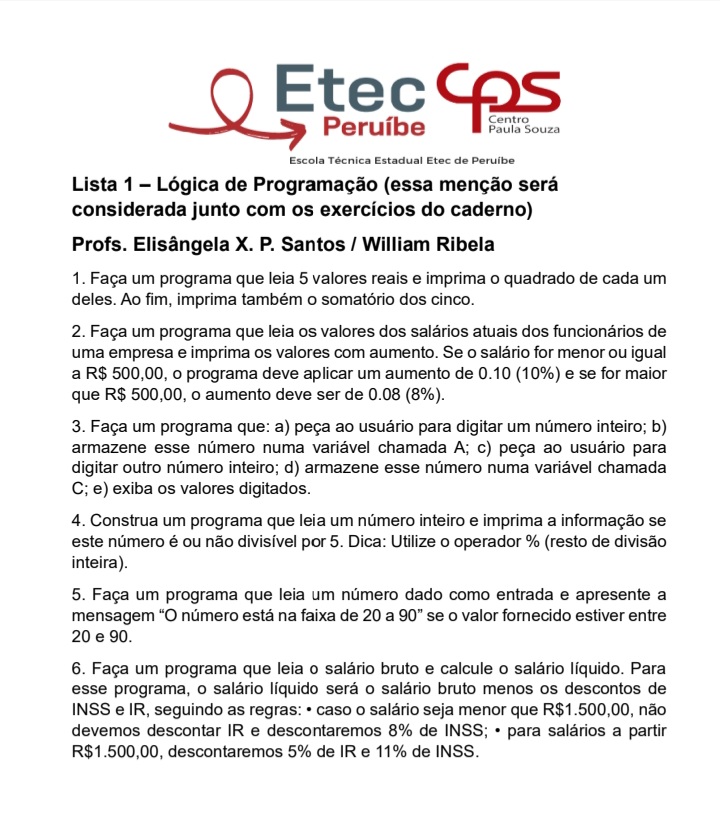 Etec
Peruíbe
CPS
Centro
Paula Souza
Escola Técnica Estadual Etec de Peruíbe
Lista 1 – Lógica de Programação (essa menção será
considerada junto com os exercícios do caderno)
Profs. Elisângela X. P. Santos / William Ribela
1. Faça um programa que leia 5 valores reais e imprima o quadrado de cada um
deles. Ao fim, imprima também o somatório dos cinco.
2. Faça um programa que leia os valores dos salários atuais dos funcionários de
uma empresa e imprima os valores com aumento. Se o salário for menor ou igual
a R$ 500,00, o programa deve aplicar um aumento de 0.10 (10%) e se for maior
que R$ 500,00, o aumento deve ser de 0.08 (8%).
3. Faça um programa que: a) peça ao usuário para digitar um número inteiro; b)
armazene esse número numa variável chamada A; c) peça ao usuário para
digitar outro número inteiro; d) armazene esse número numa variável chamada
C; e) exiba os valores digitados.
4. Construa um programa que leia um número inteiro e imprima a informação se
este número é ou não divisível por 5. Dica: Utilize o operador % (resto de divisão
inteira).
5. Faça um programa que leia um número dado como entrada e apresente a
mensagem “O número está na faixa de 20 a 90” se o valor fornecido estiver entre
20 e 90.
6. Faça um programa que leia o salário bruto e calcule o salário líquido. Para
esse programa, o salário líquido será o salário bruto menos os descontos de
INSS e IR, seguindo as regras: • caso o salário seja menor que R$1.500,00, não
devemos descontar IR e descontaremos 8% de INSS; • para salários a partir
R$1.500,00, descontaremos 5% de IR e 11% de INSS.